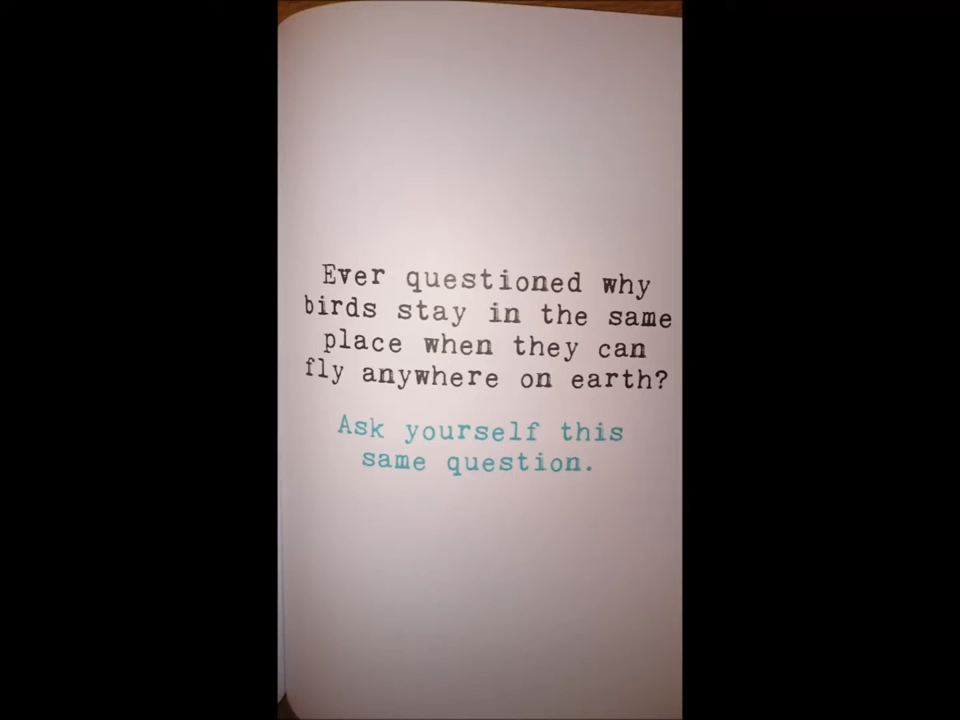 Ever questioned why
birds stay in the same
place when they can
fly anywhere on earth?
Ask yourself this
same question.